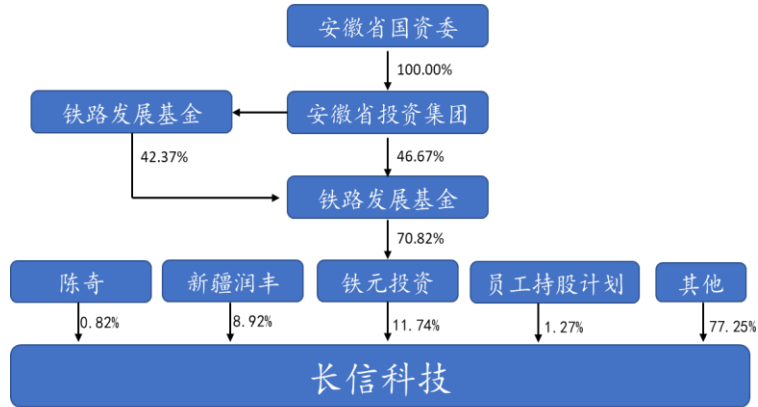 安徽省国资委
100.00%
铁路发展基金
安徽省投资集团
42.37%
46.67%
铁路发展基金
70.82%
陈奇
新疆润丰
铁元投资
员工持股计划
其他
0.82%
8.92%
11.74%
1.27%
77.25%
长信科技